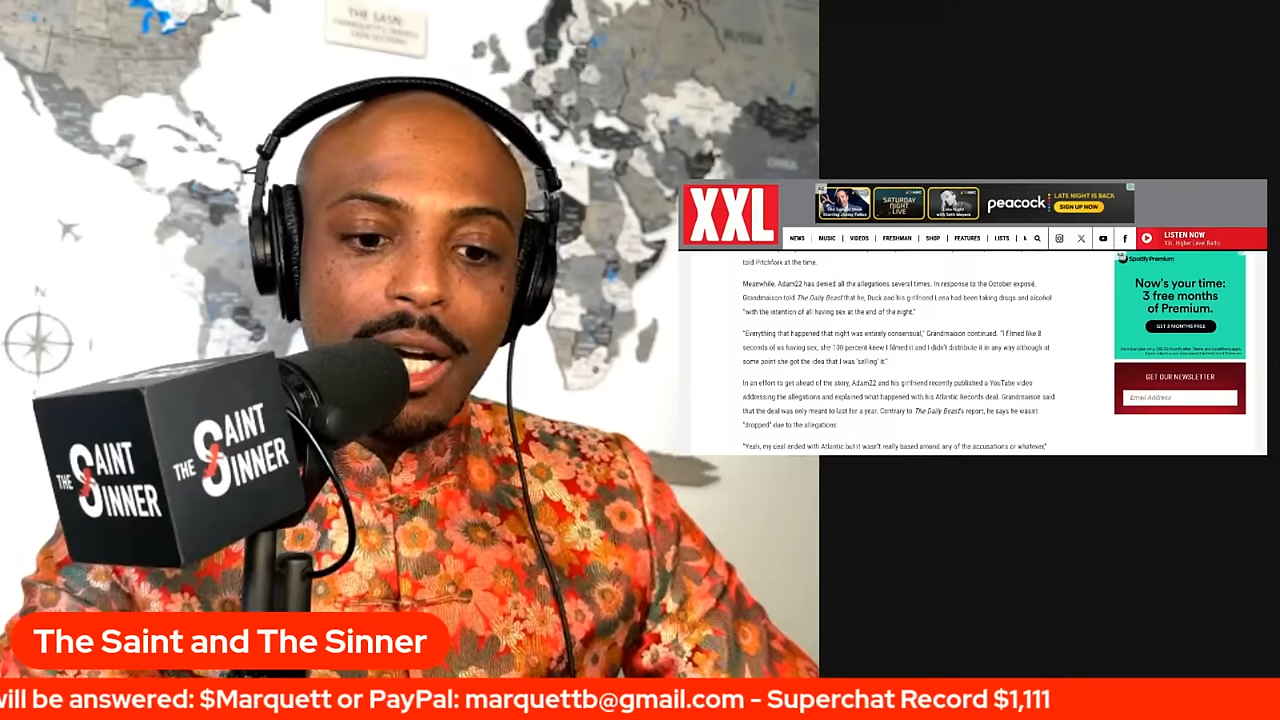 THE
SAINT
SINNER
THE
SAINT
SINNER
The Saint and The Sinner
will be answered: $Marquett or PayPal: marquettb@gmail.com - Superchat Record $1,111
XXL
SATURDAY
NIGHT
LIVE
peacock
LATE NIGHT IS BACK
SIGN UP NOW
NEWS | MUSIC | VIDEOS | FRESHMAN | SHOP | FEATURES | LISTS
LISTEN NOW
XXL Higher Level Radio
told Pitchfork at the time.
Meanwhile, Adam22 has denied all the allegations several times. In response to the October exposé,
Grandmaison told The Daily Beast that he, Duck and his girlfriend Lena had been taking drugs and alcohol
"with the intention of all having sex at the end of the night."
"Everything that happened that night was entirely consensual," Grandmaison continued. "I filmed like 8
seconds of us having sex, she 100 percent knew I filmed it and I didn't distribute it in any way although at
some point she got the idea that I was 'selling' it."
In an effort to get ahead of the story, Adam22 and his girlfriend recently published a YouTube video
addressing the allegations and explained what happened with his Atlantic Records deal. Grandmaison said
that the deal was only meant to last for a year. Contrary to The Daily Beast's report, he says he wasn't
"dropped" due to the allegations
"Yeah, my deal ended with Atlantic but it wasn't really based around any of the accusations or whatever,"
Spotify Premium
Now's your time:
3 free months
of Premium.
GET 3 MONTHS FREE
GET OUR NEWSLETTER
Email Address